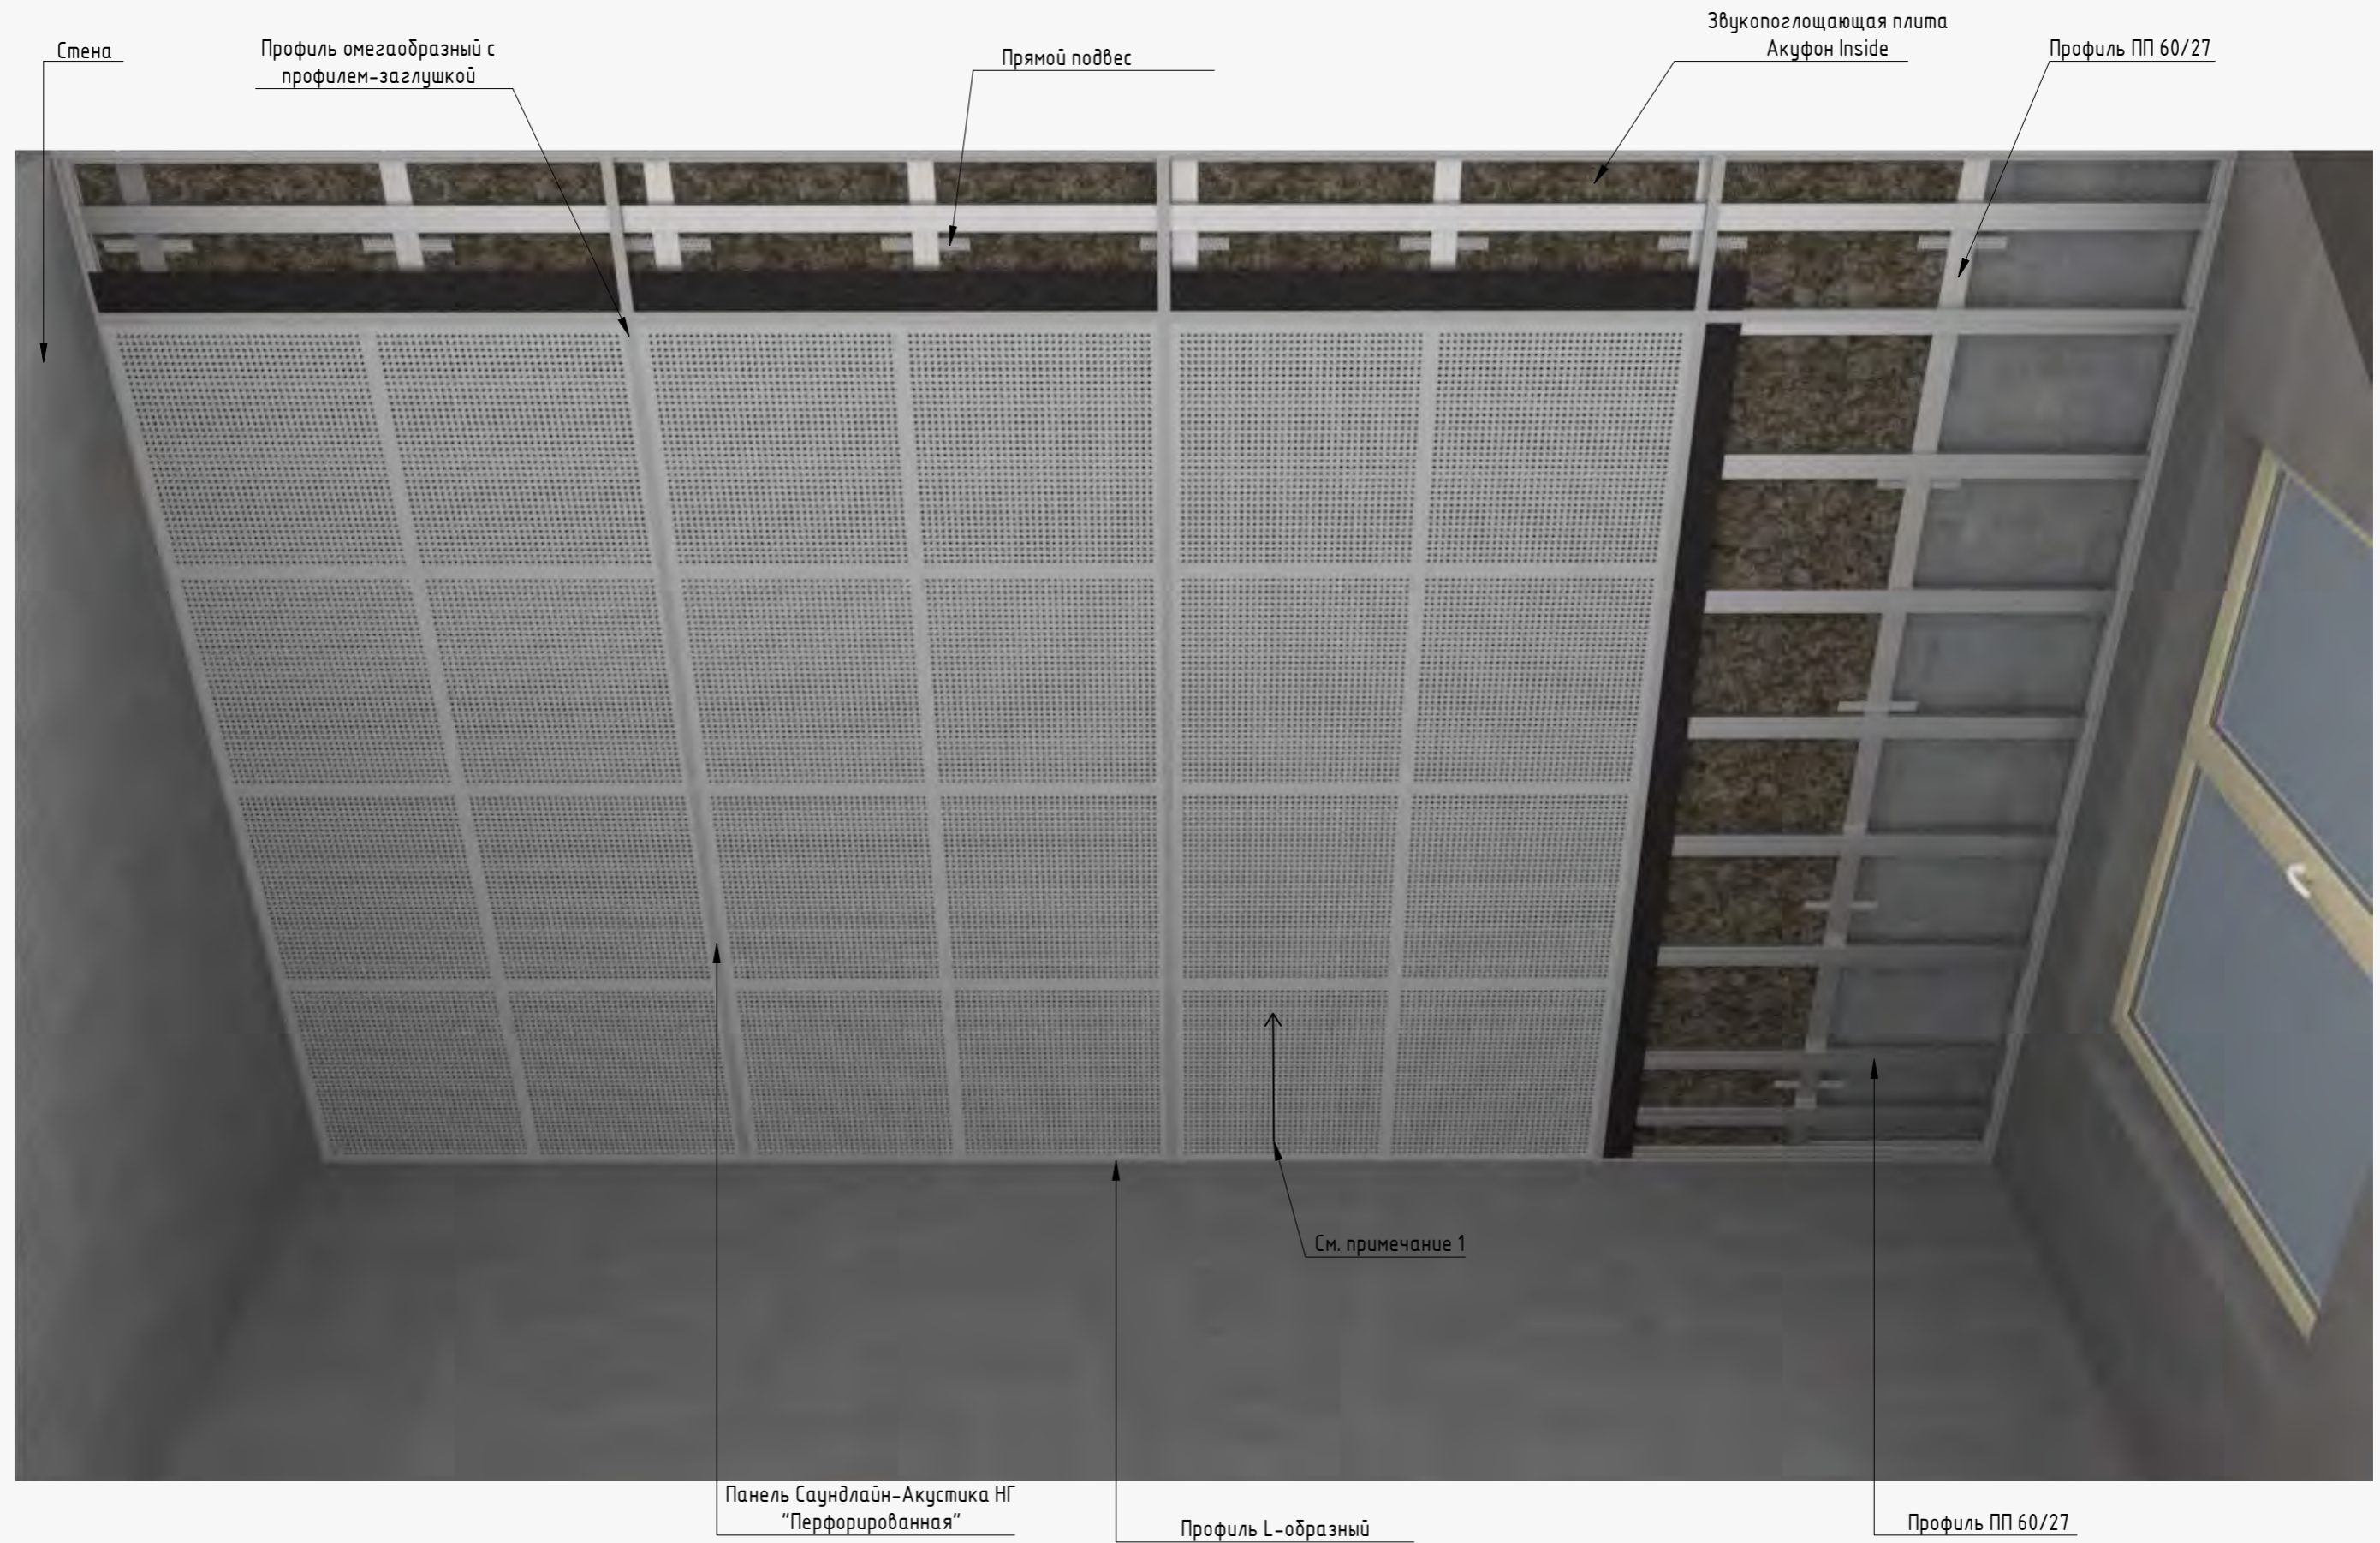 Стена
Профиль омегаобразный с
профилем-заглушкой
Прямой подвес
Звукопоглощающая плита
Акуфон Inside
Профиль ПП 60/27
См. примечание 1
Панель Саундлайн-Акустика НГ
"Перфорированная"
Профиль L-образный
Профиль ПП 60/27